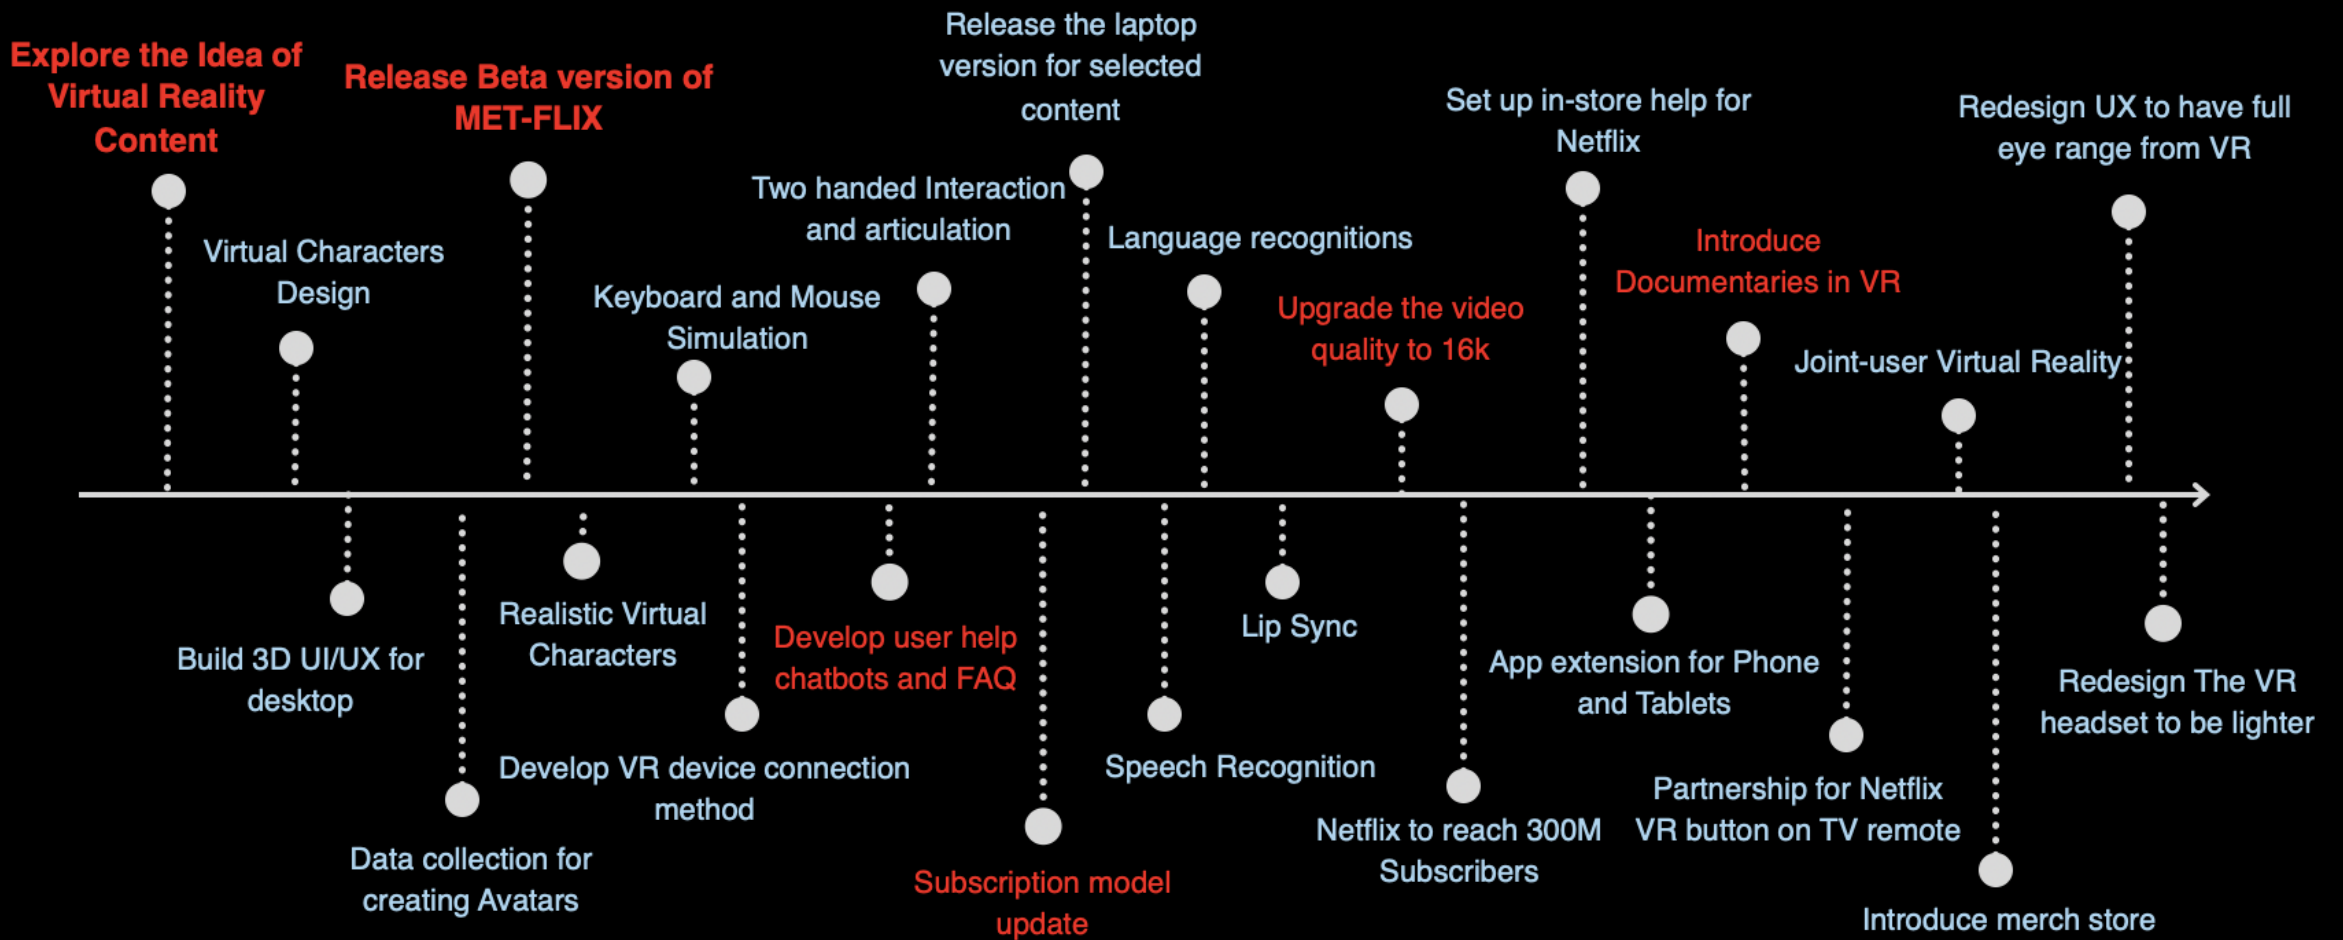 Explore the Idea of
Virtual Reality
Content
Virtual Characters
Design
Release Beta version of
MET-FLIX
Keyboard and Mouse
Simulation
Two handed Interaction
and articulation
Release the laptop
version for selected
content
Language recognitions
Upgrade the video
quality to 16k
Set up in-store help for
Netflix
Introduce
Documentaries in VR
Joint-user Virtual Reality
Redesign UX to have full
eye range from VR
Build 3D UI/UX for
desktop
Data collection for
creating Avatars
Realistic Virtual
Characters
Develop VR device connection
method
Develop user help
chatbots and FAQ
Subscription model
update
Speech Recognition
Lip Sync
Netflix to reach 300M
Subscribers
App extension for Phone
and Tablets
Partnership for Netflix
VR button on TV remote
Introduce merch store
Redesign The VR
headset to be lighter